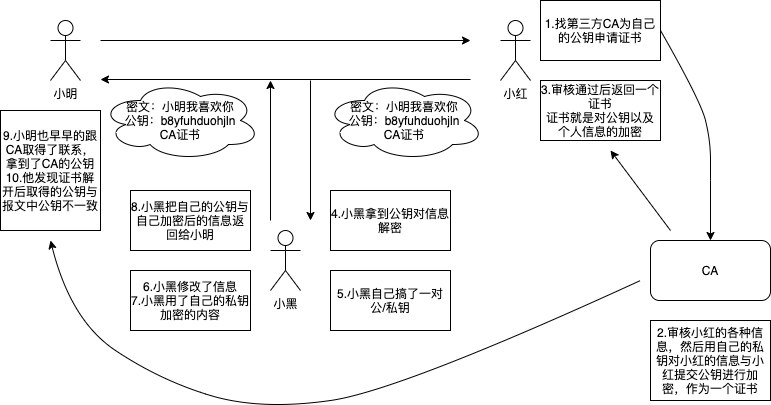 1.找第三方CA为自己
的公钥申请证书
小明
小红
密文：小明我喜欢你
公钥：b8yfuhduohjln
CA证书
密文：小明我喜欢你
公钥：b8yfuhduohjln
CA证书
3.审核通过后返回一个
证书
证书就是对公钥以及
个人信息的加密
9.小明也早早的跟
CA取得了联系，
拿到了CA的公钥
10.他发现证书解
开后取得的公钥与
报文中公钥不一致
8.小黑把自己的公钥与
自己加密后的信息返
回给小明
4.小黑拿到公钥对信息
解密
小黑
6.小黑修改了信息
7.小黑用了自己的私钥
加密的内容
5.小黑自己搞了一对
公/私钥
CA
2.审核小红的各种信
息，然后用自己的私
钥对小红的信息与小
红提交公钥进行加
密，作为一个证书